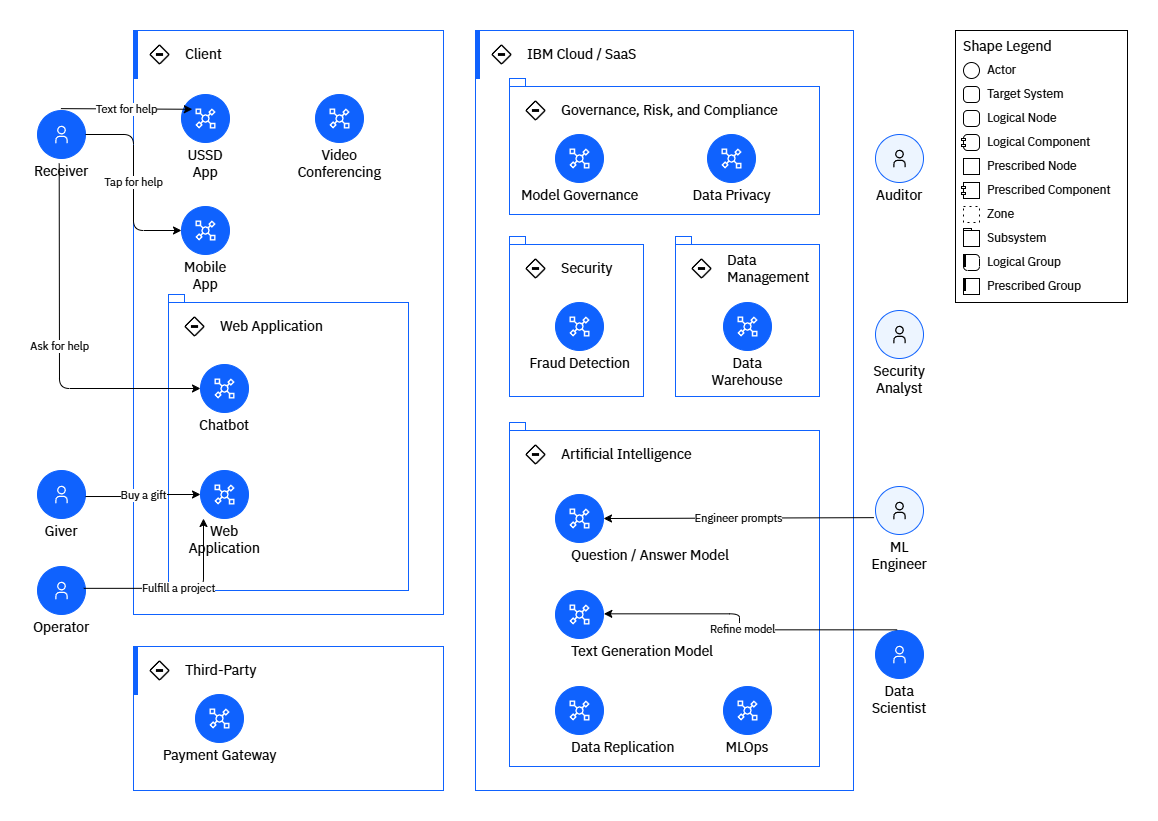 Client
Text for help
Receiver
USSD
App
Video
Conferencing
Tap for help
Mobile
App
Ask for help
Web Application
Chatbot
Giver
Buy a gift
Web
Application
Operator
Fulfill a project
Third-Party
Payment Gateway
IBM Cloud / SaaS
Governance, Risk, and Compliance
Model Governance
Data Privacy
Security
Fraud Detection
Data
Management
Data
Warehouse
Artificial Intelligence
Question / Answer Model
Engineer prompts
Text Generation Model
Refine model
Data Replication
MLOps
Auditor
Security
Analyst
ML
Engineer
Data
Scientist
Shape Legend
Actor
Target System
Logical Node
Logical Component
Prescribed Node
Prescribed Component
Zone
Subsystem
Logical Group
Prescribed Group